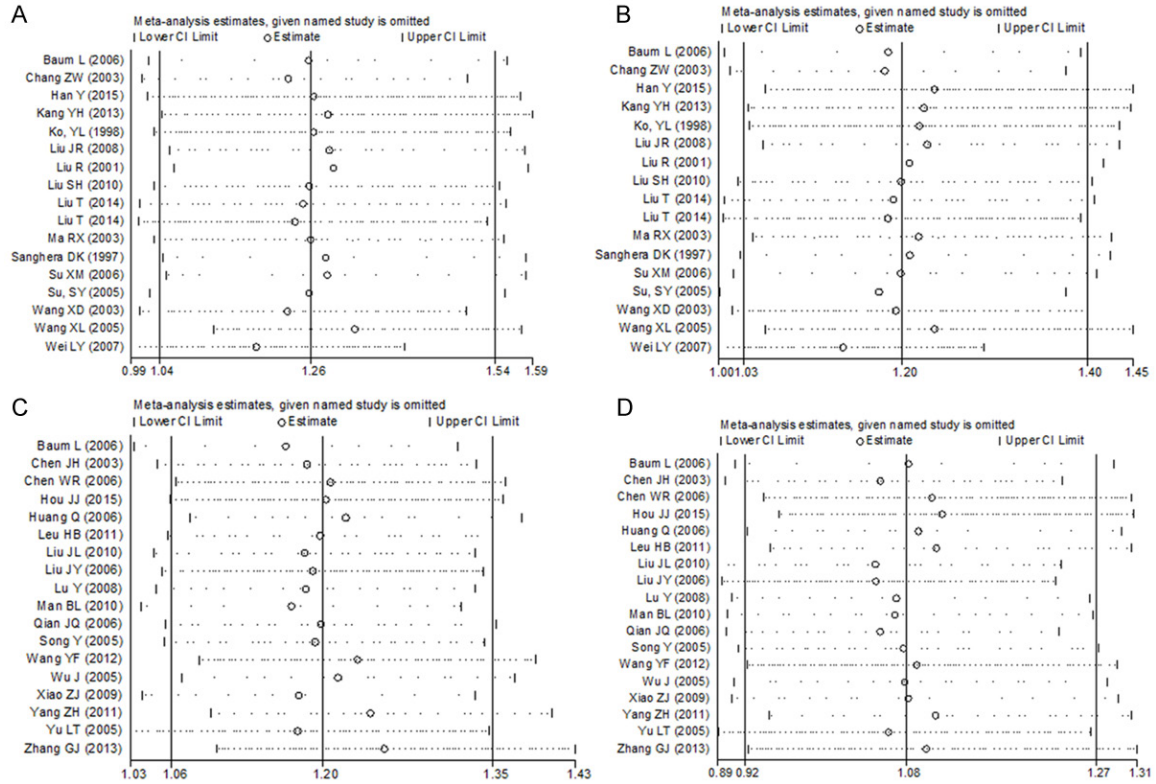 A
Meta-analysis estimates, given named study is omitted
Lower CI Limit Estimate Upper CI Limit
Baum L (2006)
Chang ZW (2003)
Han Y (2015)
Kang YH (2013)
Ko, YL (1998)
Liu JR (2008)
Liu R (2001)
Liu SH (2010)
Liu T (2014)
Liu T (2014)
Ma RX (2003)
Sanghera DK (1997)
Su XM (2006)
Su, SY (2005)
Wang XD (2003)
Wang XL (2005)
Wei LY (2007)
0.99 1.04 1.26 1.54 1.59
B
Meta-analysis estimates, given named study is omitted
Lower CI Limit Estimate Upper CI Limit
Baum L (2006)
Chang ZW (2003)
Han Y (2015)
Kang YH (2013)
Ko, YL (1998)
Liu JR (2008)
Liu R (2001)
Liu SH (2010)
Liu T (2014)
Liu T (2014)
Ma RX (2003)
Sanghera DK (1997)
Su XM (2006)
Su, SY (2005)
Wang XD (2003)
Wang XL (2005)
Wei LY (2007)
1.00 1.03 1.20 1.40 1.45
C
Meta-analysis estimates, given named study is omitted
Lower CI Limit Estimate Upper CI Limit
Baum L (2006)
Chen JH (2003)
Chen WR (2006)
Hou JJ (2015)
Huang Q (2006)
Leu HB (2011)
Liu JL (2010)
Liu JY (2006)
Lu Y (2008)
Man BL (2010)
Qian JQ (2006)
Song Y (2005)
Wang YF (2012)
Wu J (2005)
Xiao ZJ (2009)
Yang ZH (2011)
Yu LT (2005)
Zhang GJ (2013)
1.03 1.06 1.20 1.35 1.43
D
Meta-analysis estimates, given named study is omitted
Lower CI Limit Estimate Upper CI Limit
Baum L (2006)
Chen JH (2003)
Chen WR (2006)
Hou JJ (2015)
Huang Q (2006)
Leu HB (2011)
Liu JL (2010)
Liu JY (2006)
Lu Y (2008)
Man BL (2010)
Qian JQ (2006)
Song Y (2005)
Wang YF (2012)
Wu J (2005)
Xiao ZJ (2009)
Yang ZH (2011)
Yu LT (2005)
Zhang GJ (2013)
0.89 0.92 1.08 1.27 1.31